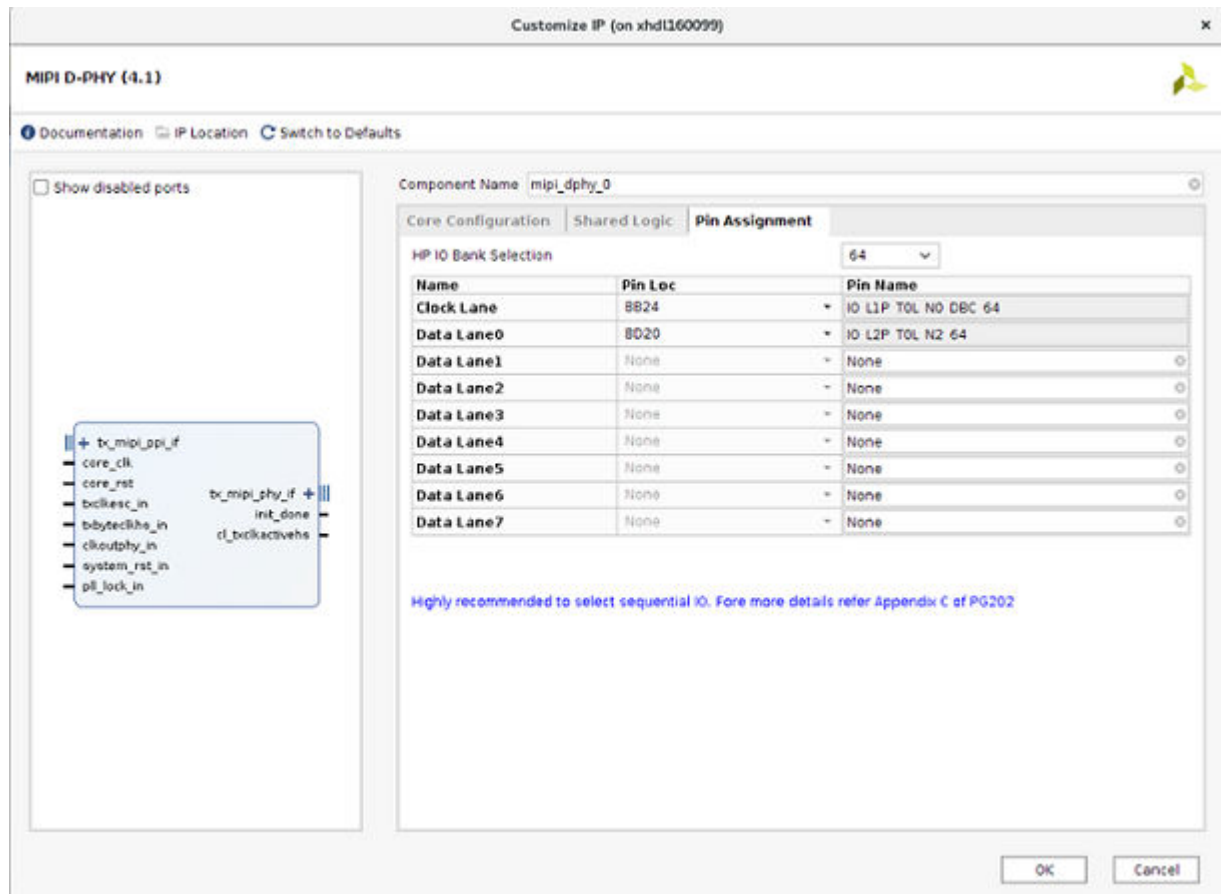 Customize IP (on xhdl160099)
MIPI D-PHY (4.1)
Documentation IP Location Switch to Defaults
Show disabled ports
Component Name mipi_dphy_0
Core Configuration Shared Logic Pin Assignment
HP IO Bank Selection 64
Name Pin Loc Pin Name
Clock Lane BB24 IO L1P T0L N0 DBC 64
Data Lane0 BD20 IO L2P T0L N2 64
Data Lane1 None None
Data Lane2 None None
Data Lane3 None None
Data Lane4 None None
Data Lane5 None None
Data Lane6 None None
Data Lane7 None None
tx_mipi_ppi_if
core_clk
core_rst
txclkesc_in
txbyteclkhs_in
clkoutphy_in
system_rst_in
pll_lock_in
tx_mipi_phy_if
init_done
cl_txclkactivehs
Highly recommended to select sequential IO. Fore more details refer Appendix C of PG202
OK Cancel